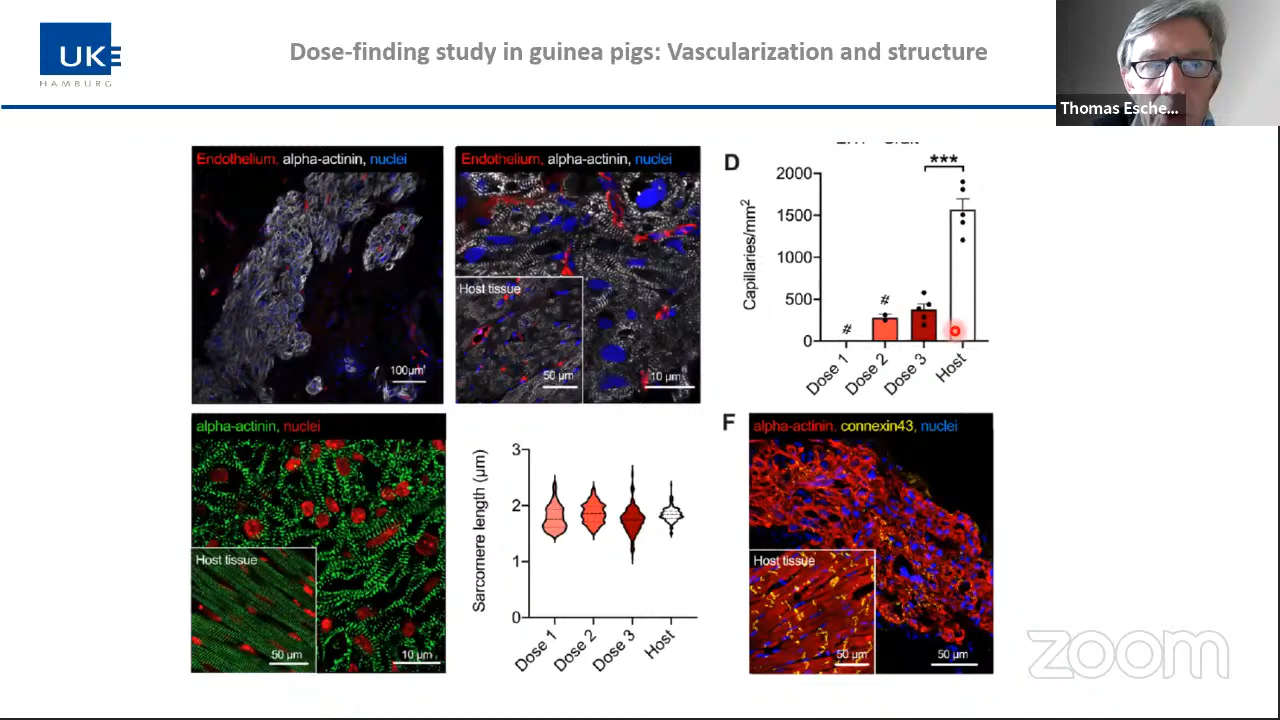 UKE
HAMBURG
Dose-finding study in guinea pigs: Vascularization and structure
Thomas Esche...
Endothelium, alpha-actinin, nuclei
100µm
Endothelium, alpha-actinin, nuclei
Host tissue
50 µm
10 µm
D
***
Capillaries/mm²
2000
1500
1000
500
0
#
#
Dose 1
Dose 2
Dose 3
Host
alpha-actinin, nuclei
Host tissue
50 µm
10 µm
Sarcomere length (µm)
3
2
1
0
Dose 1
Dose 2
Dose 3
Host
F
alpha-actinin, connexin43, nuclei
Host tissue
50 µm
50 µm
zoom